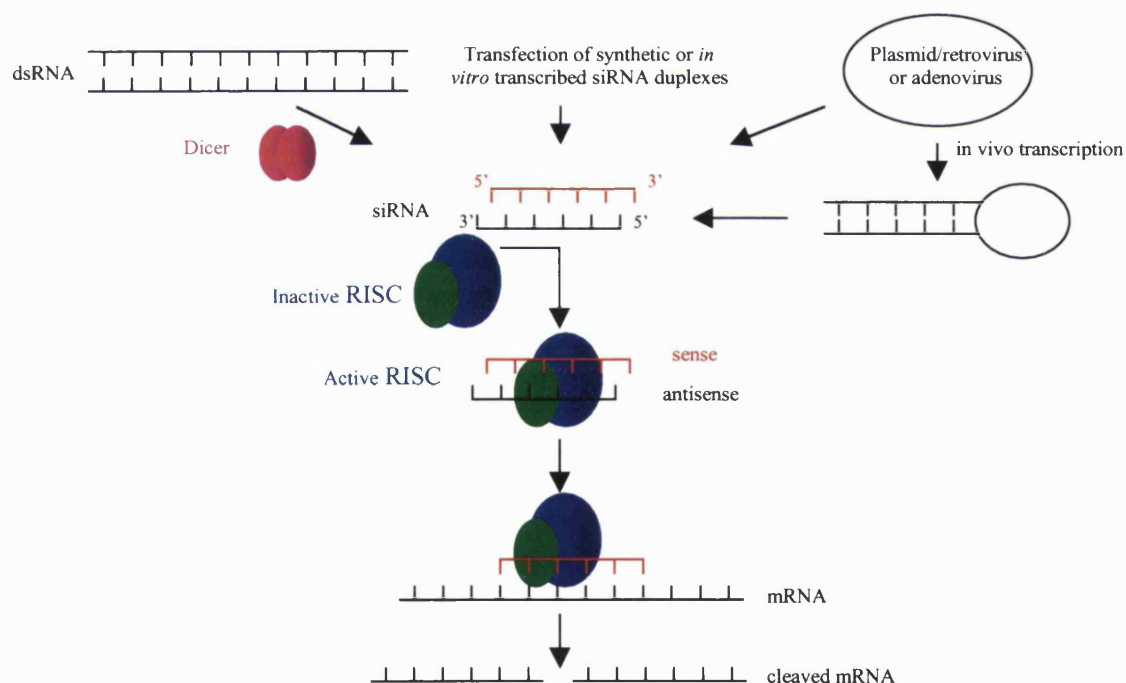 dsRNA
Transfection of synthetic or in
vitro transcribed siRNA duplexes
Plasmid/retrovirus
or adenovirus
Dicer
in vivo transcription
5’ 3’
siRNA
3’ 5’
Inactive RISC
sense
Active RISC
antisense
mRNA
cleaved mRNA